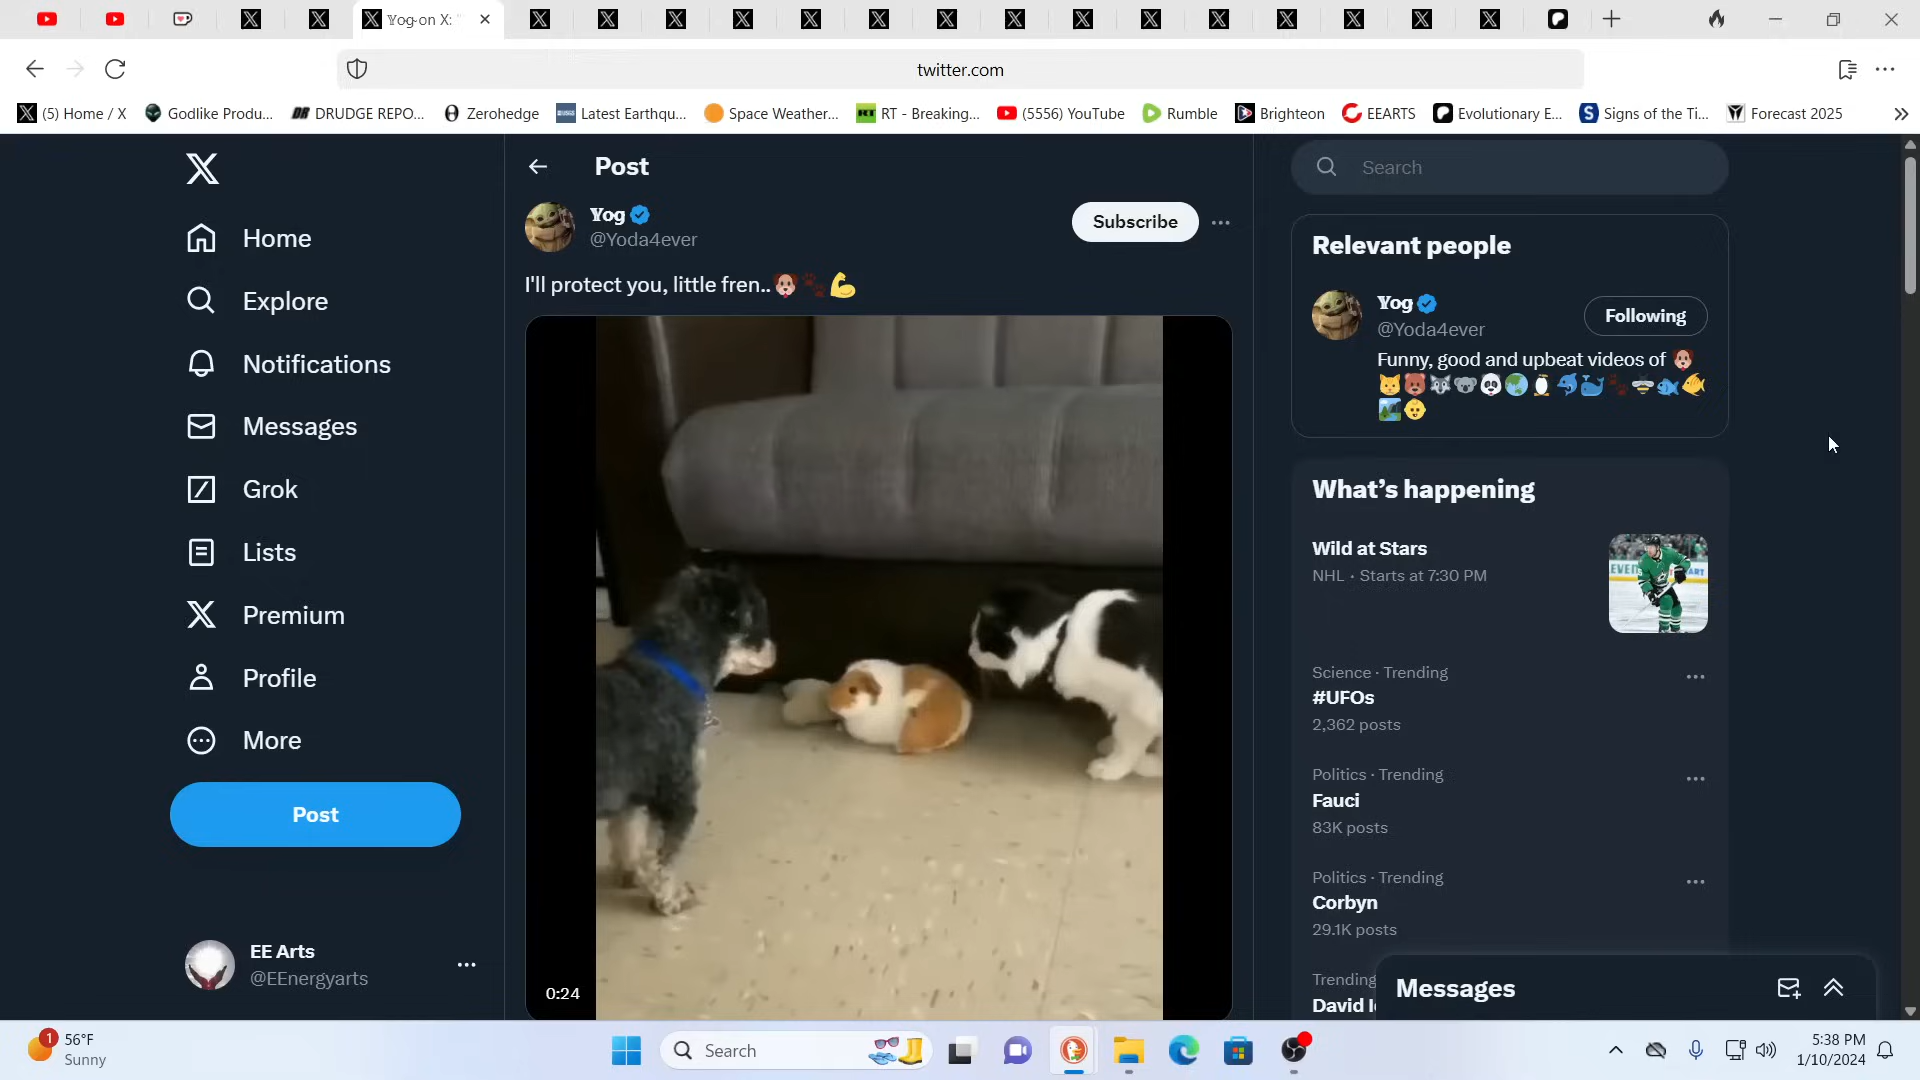 Yog on X: "
twitter.com
(5) Home / X
Godlike Produ...
DRUDGE REPO...
Zerohedge
Latest Earthqu...
Space Weather...
RT - Breaking...
(5556) YouTube
Rumble
Brighteon
EEARTS
Evolutionary E...
Signs of the Ti...
Forecast 2025
Home
Explore
Notifications
Messages
Grok
Lists
Premium
Profile
More
Post
EE Arts
@EEnergyarts
Post
Yog
@Yoda4ever
Subscribe
I'll protect you, little fren..🐶🐾💪
0:24
Search
Relevant people
Yog
@Yoda4ever
Following
Funny, good and upbeat videos of 🐶
🐱🐻🐺🐨🐼🌎🐧🐬🐳🐾🐝🐟🐠
🏞👶
What's happening
Wild at Stars
NHL · Starts at 7:30 PM
Science · Trending
#UFOs
2,362 posts
Politics · Trending
Fauci
83K posts
Politics · Trending
Corbyn
29.1K posts
Trending
David
Messages
1
56°F
Sunny
Search
5:38 PM
1/10/2024